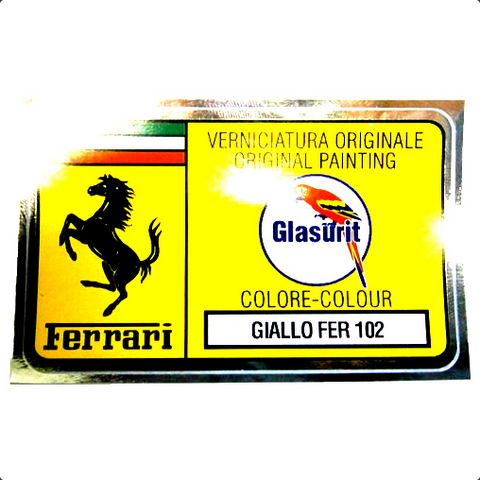 VERNICIATURA ORIGINALE
ORIGINAL PAINTING
Glasurit
COLORE-COLOUR
GIALLO FER 102
Ferrari